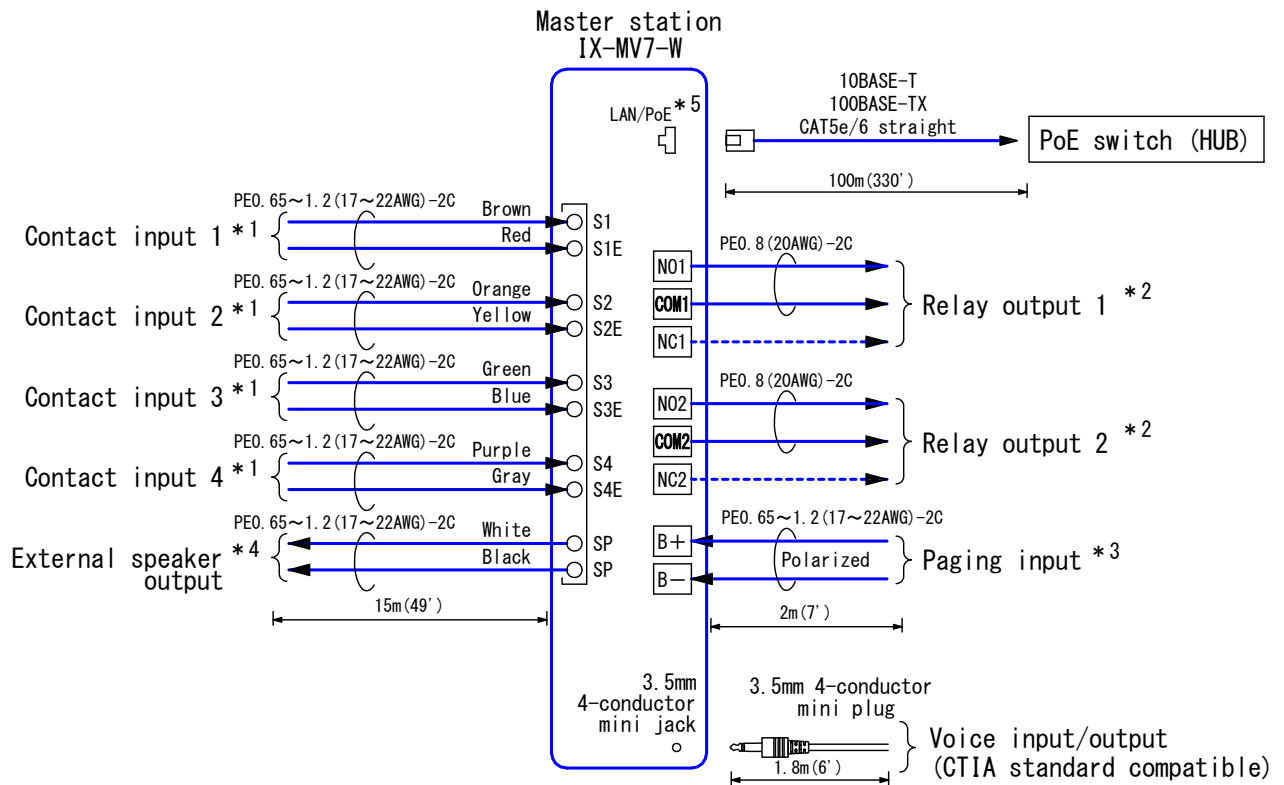 Master station
IX-MV7-W
LAN/PoE *5
10BASE-T
100BASE-TX
CAT5e/6 straight
PoE switch (HUB)
100m(330')
PE0.65~1.2(17~22AWG)-2C
Contact input 1 *1
Brown
Red
S1
S1E
PE0.65~1.2(17~22AWG)-2C
Contact input 2 *1
Orange
Yellow
S2
S2E
PE0.65~1.2(17~22AWG)-2C
Contact input 3 *1
Green
Blue
S3
S3E
PE0.65~1.2(17~22AWG)-2C
Contact input 4 *1
Purple
Gray
S4
S4E
PE0.65~1.2(17~22AWG)-2C
External speaker *4
output
White
Black
SP
SP
15m(49')
PE0.8(20AWG)-2C
NO1
COM1
NC1
Relay output 1 *2
PE0.8(20AWG)-2C
NO2
COM2
NC2
Relay output 2 *2
PE0.65~1.2(17~22AWG)-2C
B+
B−
Polarized
Paging input *3
2m(7')
3.5mm
4-conductor
mini jack
3.5mm 4-conductor
mini plug
1.8m(6')
Voice input/output
(CTIA standard compatible)